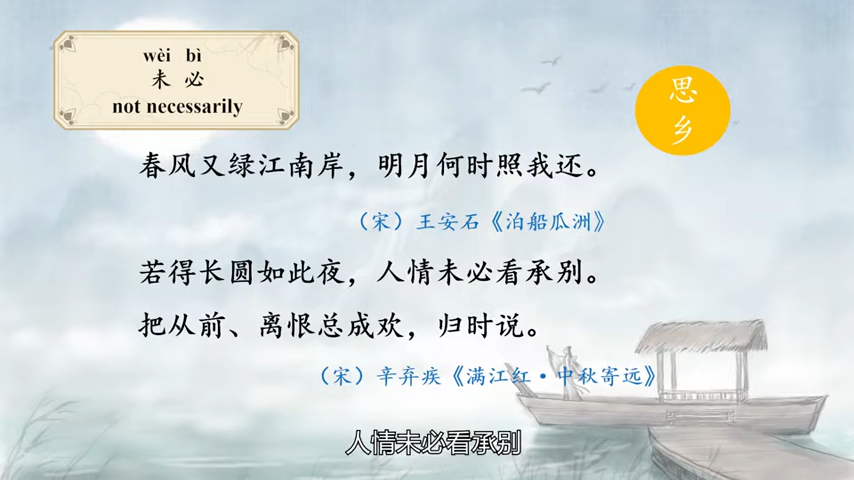 wèi bì
未必
not necessarily
思乡
春风又绿江南岸，明月何时照我还。
（宋）王安石《泊船瓜洲》
若得长圆如此夜，人情未必看承别。
把从前、离恨总成欢，归时说。
（宋）辛弃疾《满江红·中秋寄远》
人情未必看承别